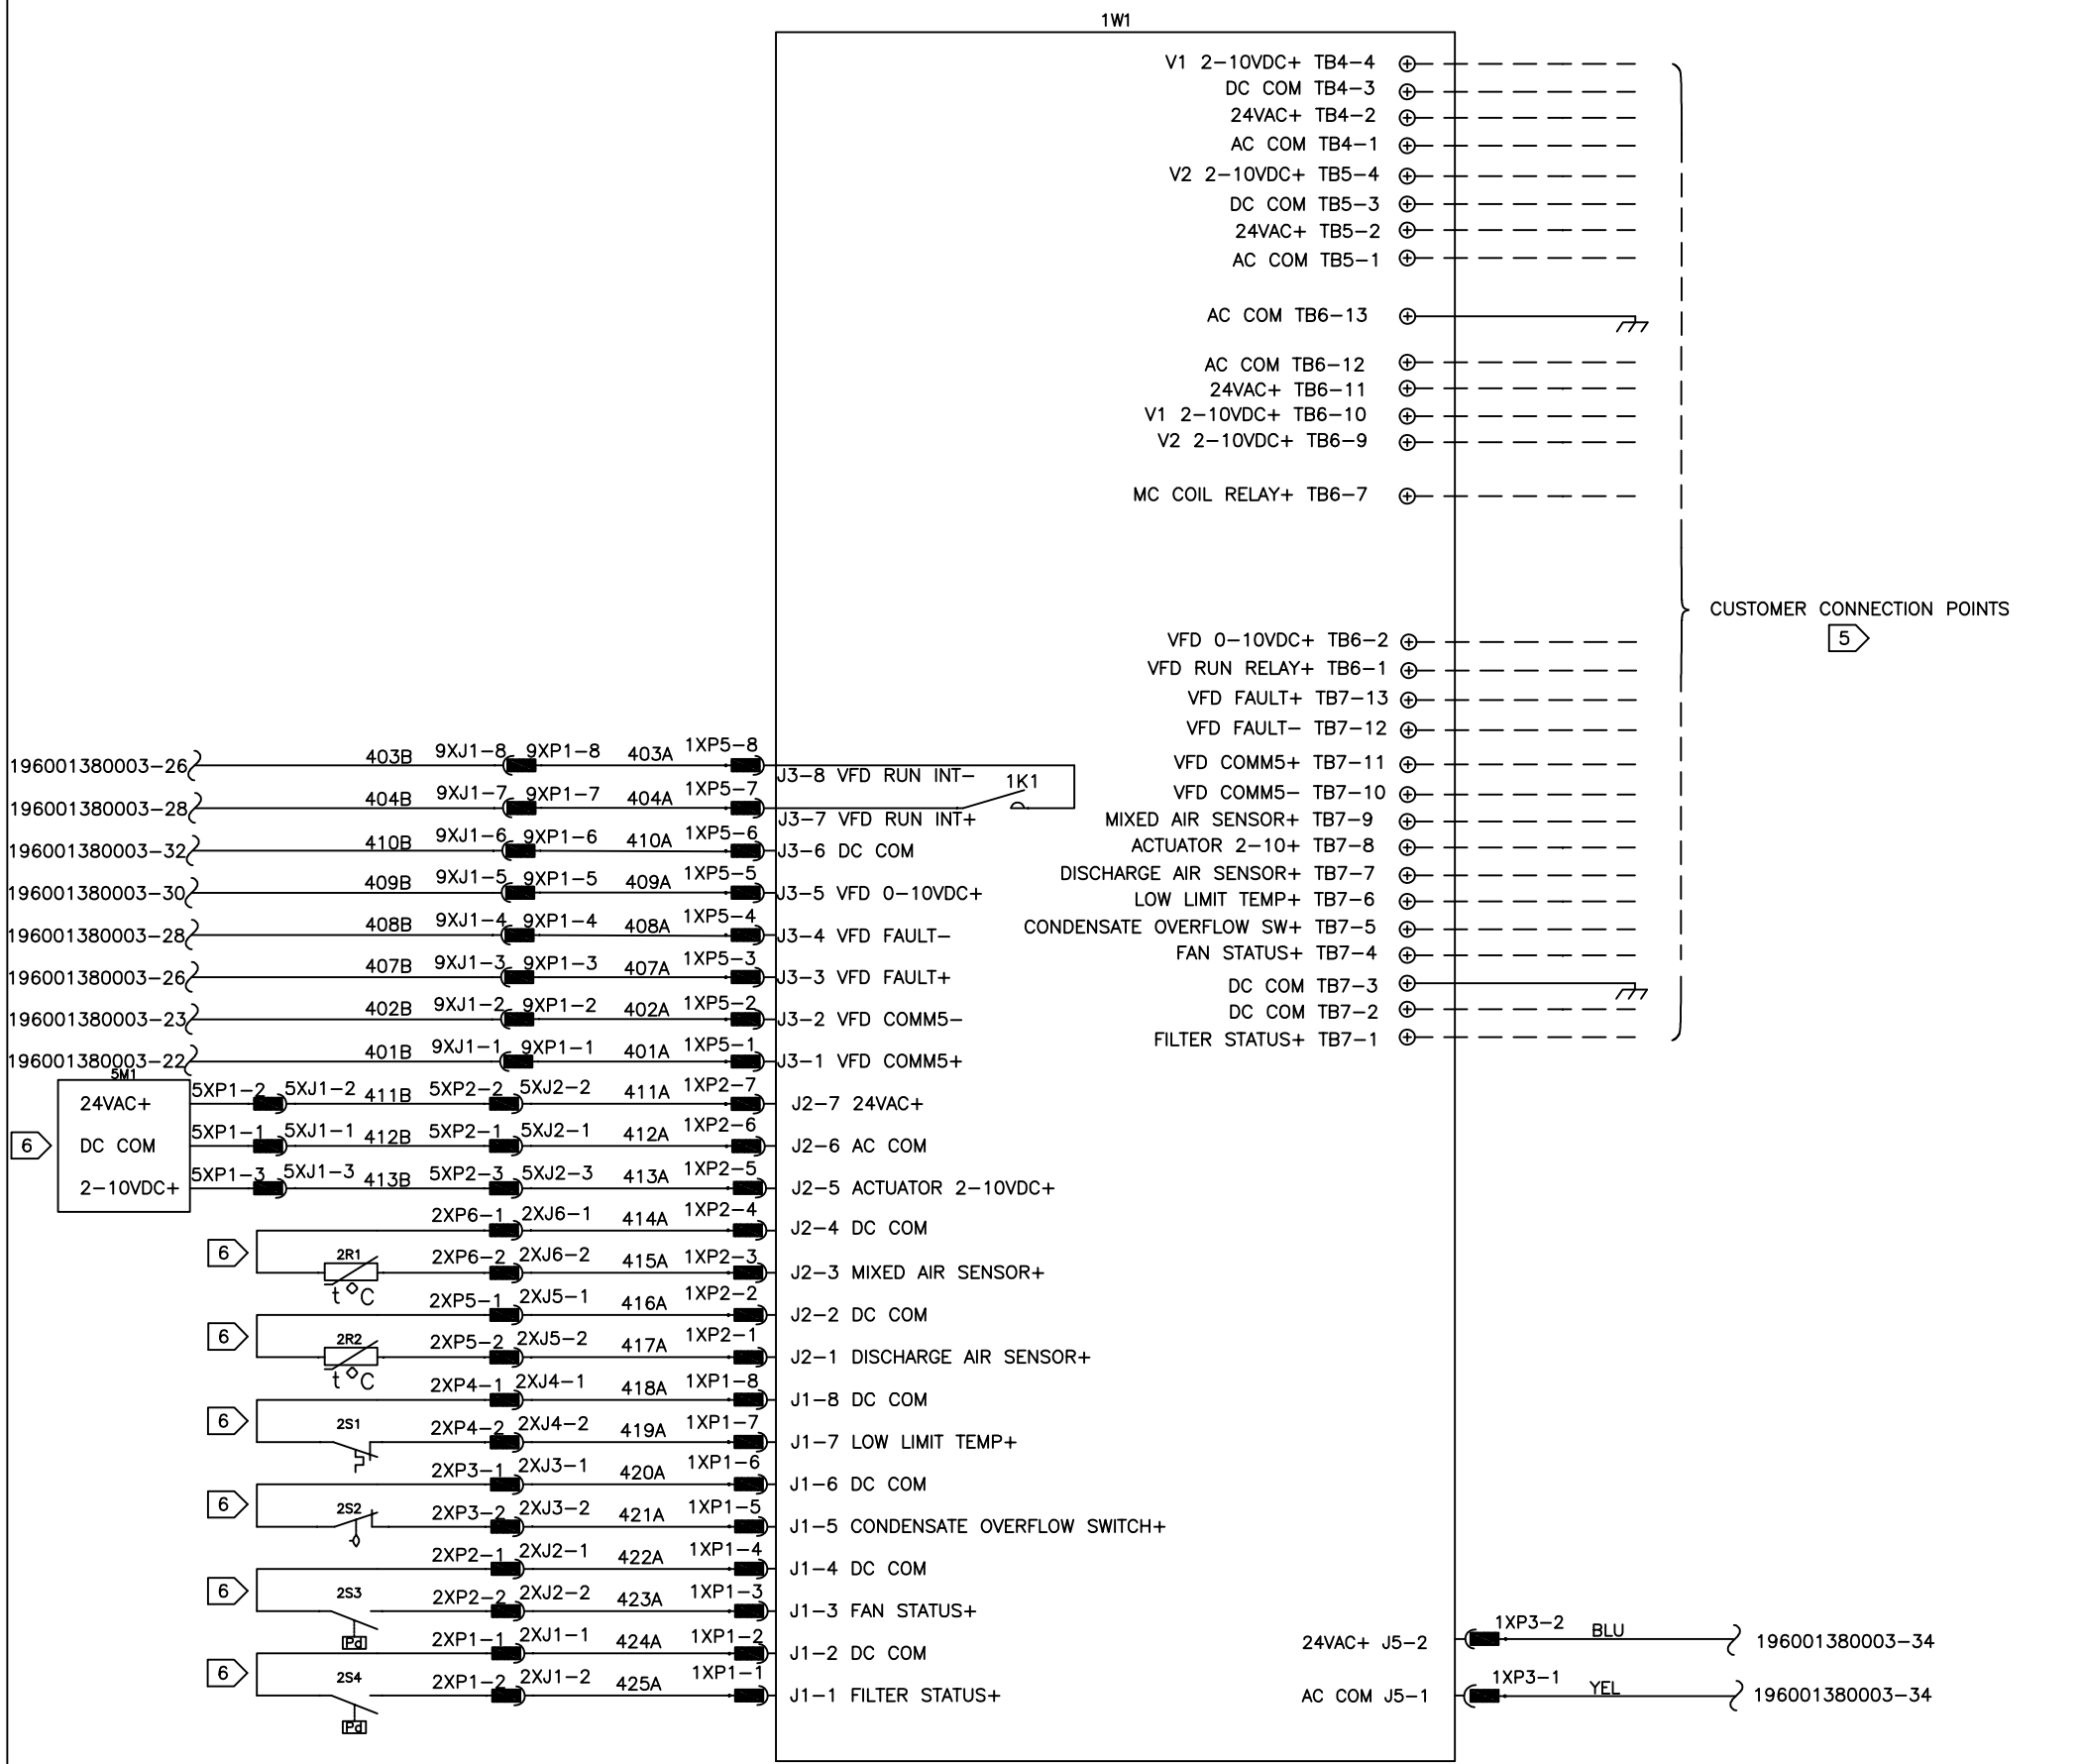 1W1
V1 2-10VDC+ TB4-4
DC COM TB4-3
24VAC+ TB4-2
AC COM TB4-1
V2 2-10VDC+ TB5-4
DC COM TB5-3
24VAC+ TB5-2
AC COM TB5-1
AC COM TB6-13
AC COM TB6-12
24VAC+ TB6-11
V1 2-10VDC+ TB6-10
V2 2-10VDC+ TB6-9
MC COIL RELAY+ TB6-7
CUSTOMER CONNECTION POINTS
5
VFD 0-10VDC+ TB6-2
VFD RUN RELAY+ TB6-1
VFD FAULT+ TB7-13
VFD FAULT- TB7-12
VFD COMM5+ TB7-11
VFD COMM5- TB7-10
MIXED AIR SENSOR+ TB7-9
ACTUATOR 2-10+ TB7-8
DISCHARGE AIR SENSOR+ TB7-7
LOW LIMIT TEMP+ TB7-6
CONDENSATE OVERFLOW SW+ TB7-5
FAN STATUS+ TB7-4
DC COM TB7-3
DC COM TB7-2
FILTER STATUS+ TB7-1
196001380003-26 403B 9XJ1-8 9XP1-8 403A 1XP5-8 J3-8 VFD RUN INT-
1K1
196001380003-28 404B 9XJ1-7 9XP1-7 404A 1XP5-7 J3-7 VFD RUN INT+
196001380003-32 410B 9XJ1-6 9XP1-6 410A 1XP5-6 J3-6 DC COM
196001380003-30 409B 9XJ1-5 9XP1-5 409A 1XP5-5 J3-5 VFD 0-10VDC+
196001380003-28 408B 9XJ1-4 9XP1-4 408A 1XP5-4 J3-4 VFD FAULT-
196001380003-26 407B 9XJ1-3 9XP1-3 407A 1XP5-3 J3-3 VFD FAULT+
196001380003-23 402B 9XJ1-2 9XP1-2 402A 1XP5-2 J3-2 VFD COMM5-
196001380003-22 401B 9XJ1-1 9XP1-1 401A 1XP5-1 J3-1 VFD COMM5+
5M1
24VAC+ 5XP1-2 5XJ1-2 411B 5XP2-2 5XJ2-2 411A 1XP2-7 J2-7 24VAC+
6 DC COM 5XP1-1 5XJ1-1 412B 5XP2-1 5XJ2-1 412A 1XP2-6 J2-6 AC COM
2-10VDC+ 5XP1-3 5XJ1-3 413B 5XP2-3 5XJ2-3 413A 1XP2-5 J2-5 ACTUATOR 2-10VDC+
2XP6-1 2XJ6-1 414A 1XP2-4 J2-4 DC COM
6 2R1 t°C
2XP6-2 2XJ6-2 415A 1XP2-3 J2-3 MIXED AIR SENSOR+
2XP5-1 2XJ5-1 416A 1XP2-2 J2-2 DC COM
6 2R2 t°C
2XP5-2 2XJ5-2 417A 1XP2-1 J2-1 DISCHARGE AIR SENSOR+
2XP4-1 2XJ4-1 418A 1XP1-8 J1-8 DC COM
6 2S1
2XP4-2 2XJ4-2 419A 1XP1-7 J1-7 LOW LIMIT TEMP+
2XP3-1 2XJ3-1 420A 1XP1-6 J1-6 DC COM
6 2S2
2XP3-2 2XJ3-2 421A 1XP1-5 J1-5 CONDENSATE OVERFLOW SWITCH+
2XP2-1 2XJ2-1 422A 1XP1-4 J1-4 DC COM
6 2S3
2XP2-2 2XJ2-2 423A 1XP1-3 J1-3 FAN STATUS+
Pd
2XP1-1 2XJ1-1 424A 1XP1-2 J1-2 DC COM
6 2S4
2XP1-2 2XJ1-2 425A 1XP1-1 J1-1 FILTER STATUS+
Pd
24VAC+ J5-2 1XP3-2 BLU 196001380003-34
AC COM J5-1 1XP3-1 YEL 196001380003-34